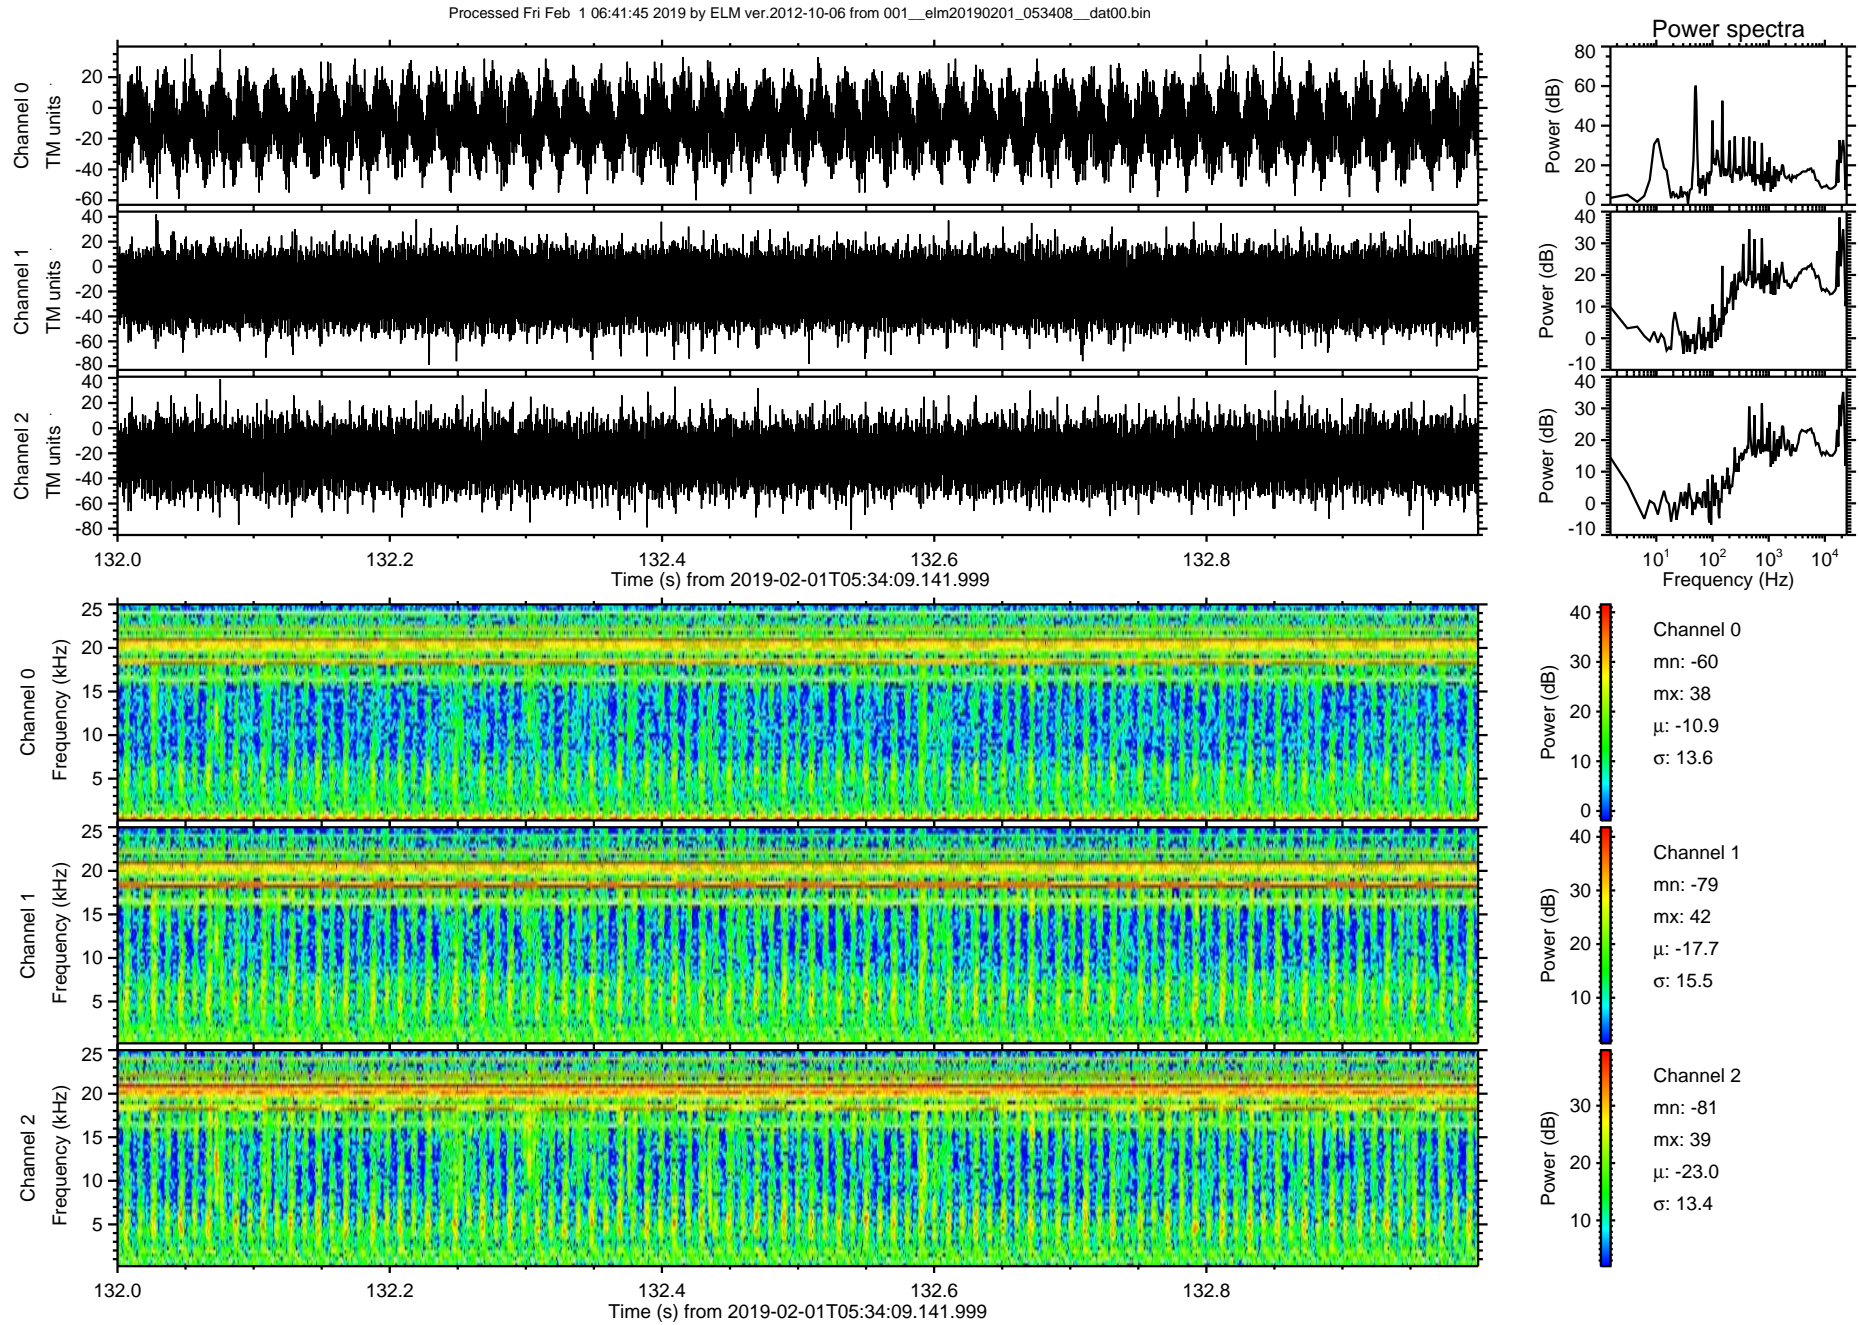 Processed Fri Feb  1 06:41:45 2019 by ELM ver.2012-10-06 from 001__elm20190201_053408__dat00.bin
Power spectra
Channel 0
TM units
20
0
-20
-40
-60
Power (dB)
80
60
40
20
0
Channel 1
TM units
40
20
0
-20
-40
-60
-80
Power (dB)
40
30
20
10
0
-10
Channel 2
TM units
40
20
0
-20
-40
-60
-80
Power (dB)
40
30
20
10
0
-10
132.0 132.2 132.4 132.6 132.8
Time (s) from 2019-02-01T05:34:09.141.999
10^1 10^2 10^3 10^4
Frequency (Hz)
Channel 0
Frequency (kHz)
25
20
15
10
5
Power (dB)
40
30
20
10
0
Channel 0
mn: -60
mx: 38
μ: -10.9
σ: 13.6
Channel 1
Frequency (kHz)
25
20
15
10
5
Power (dB)
40
30
20
10
Channel 1
mn: -79
mx: 42
μ: -17.7
σ: 15.5
Channel 2
Frequency (kHz)
25
20
15
10
5
Power (dB)
30
20
10
Channel 2
mn: -81
mx: 39
μ: -23.0
σ: 13.4
132.0 132.2 132.4 132.6 132.8
Time (s) from 2019-02-01T05:34:09.141.999